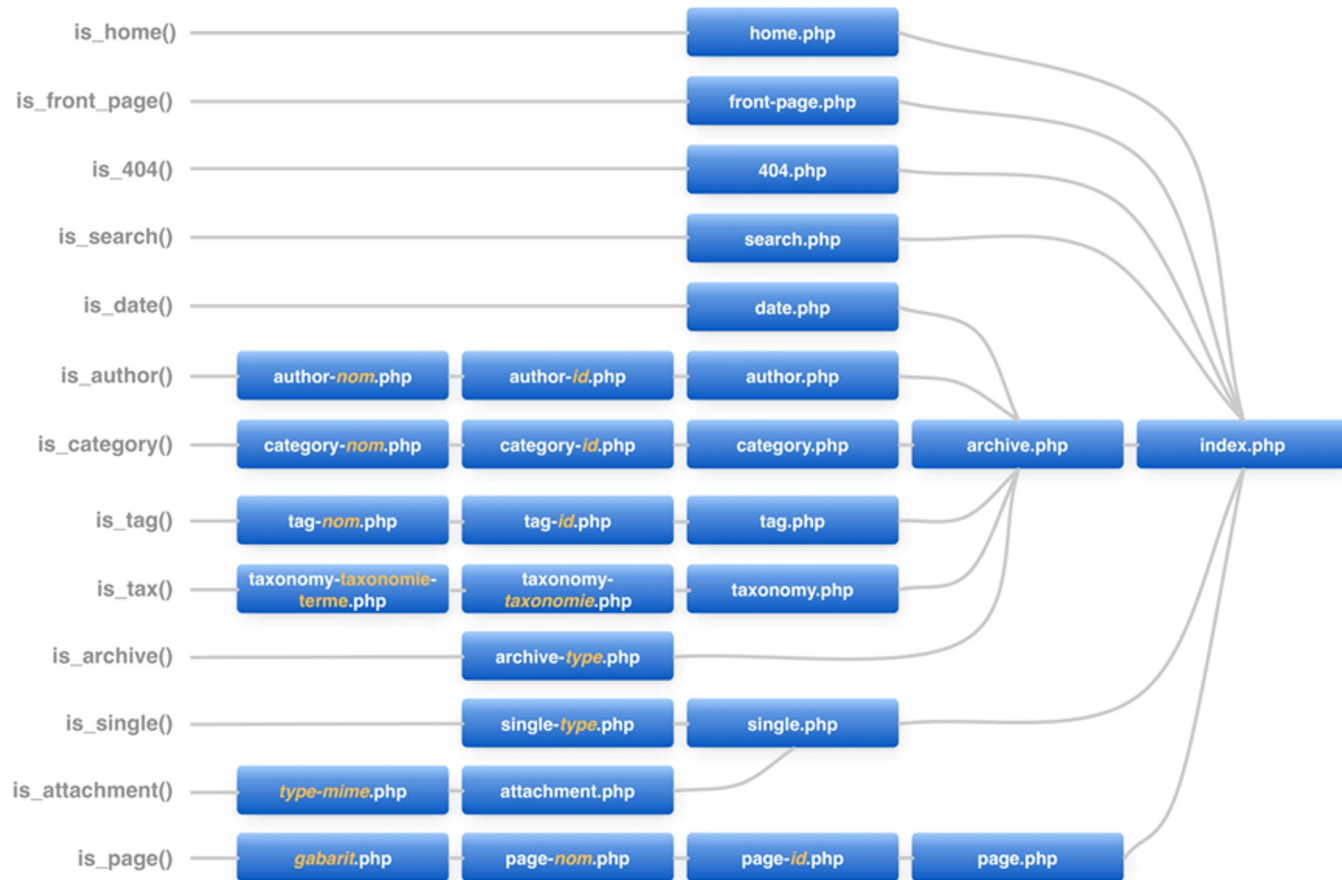 is_home() home.php
is_front_page() front-page.php
is_404() 404.php
is_search() search.php
is_date() date.php
is_author() author-nom.php author-id.php author.php
is_category() category-nom.php category-id.php category.php archive.php index.php
is_tag() tag-nom.php tag-id.php tag.php
is_tax() taxonomy-taxonomie-
terme.php taxonomy-
taxonomie.php taxonomy.php
is_archive() archive-type.php
is_single() single-type.php single.php
is_attachment() type-mime.php attachment.php
is_page() gabarit.php page-nom.php page-id.php page.php